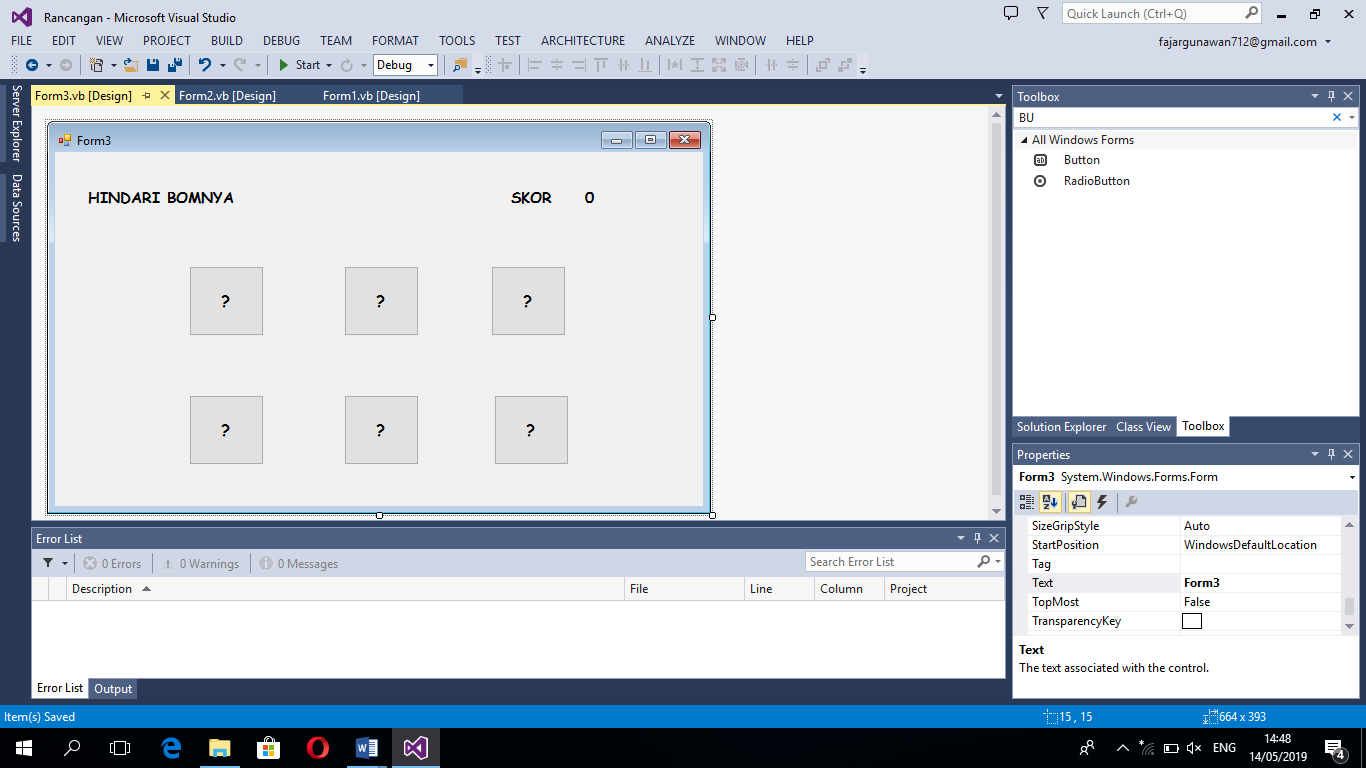 Rancangan - Microsoft Visual Studio
Quick Launch (Ctrl+Q)
FILE EDIT VIEW PROJECT BUILD DEBUG TEAM FORMAT TOOLS TEST ARCHITECTURE ANALYZE WINDOW HELP
fajargunawan712@gmail.com
Start Debug
Server Explorer
Data Sources
Form3.vb [Design] Form2.vb [Design] Form1.vb [Design]
Form3
HINDARI BOMNYA SKOR 0
? ? ?
? ? ?
Toolbox
BU
All Windows Forms
Button
RadioButton
Solution Explorer Class View Toolbox
Properties
Form3 System.Windows.Forms.Form
SizeGripStyle Auto
StartPosition WindowsDefaultLocation
Tag
Text Form3
TopMost False
TransparencyKey
Text
The text associated with the control.
Error List
0 Errors 0 Warnings 0 Messages
Search Error List
Description File Line Column Project
Error List Output
Item(s) Saved
15 , 15
664 x 393
ENG
14:48
14/05/2019
4